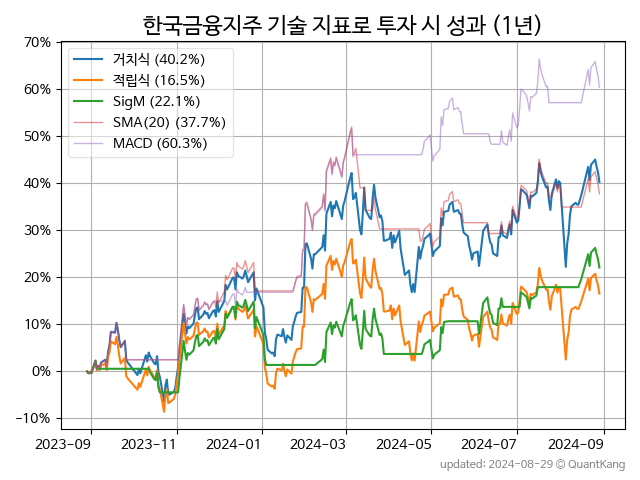 한국금융지주 기술 지표로 투자 시 성과 (1년)
70%
60%
50%
40%
30%
20%
10%
0%
−10%
거치식 (40.2%)
적립식 (16.5%)
SigM (22.1%)
SMA(20) (37.7%)
MACD (60.3%)
2023-09 2023-11 2024-01 2024-03 2024-05 2024-07 2024-09
updated: 2024-08-29 © QuantKang